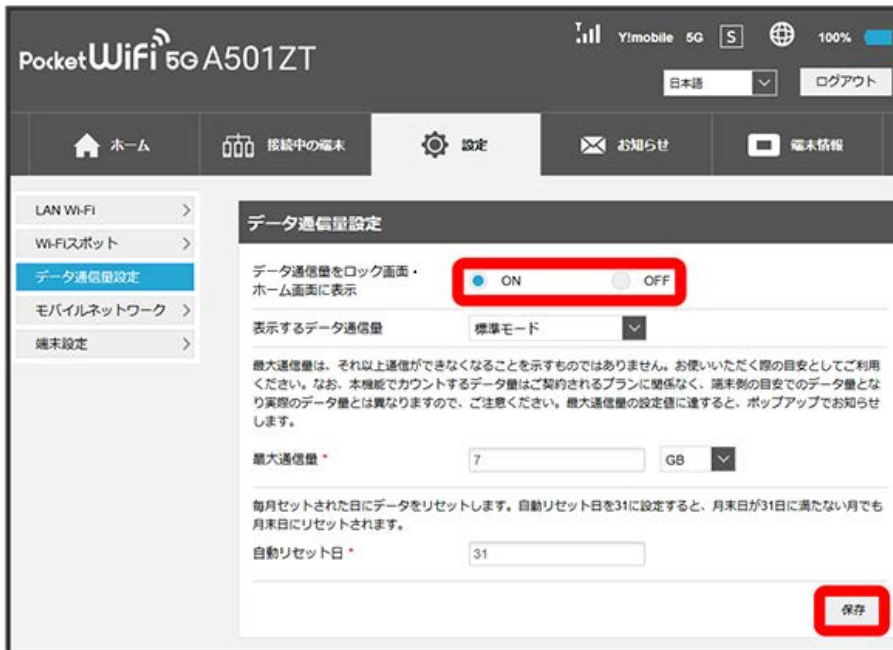 Y!mobile 5G S 100%
PocketWiFi 5G A501ZT
日本語 ログアウト
ホーム 接続中の端末 設定 お知らせ 端末情報
LAN Wi-Fi
Wi-Fiスポット
データ通信量設定
モバイルネットワーク
端末設定
データ通信量設定
データ通信量をロック画面・
ホーム画面に表示
ON OFF
表示するデータ通信量 標準モード
最大通信量は、それ以上通信ができなくなることを示すものではありません。お使いいただく際の目安としてご利用
ください。なお、本機能でカウントするデータ量はご契約されるプランに関係なく、端末側の目安でのデータ量とな
り実際のデータ量とは異なりますので、ご注意ください。最大通信量の設定値に達すると、ポップアップでお知らせ
します。
最大通信量 * 7 GB
毎月セットされた日にデータをリセットします。自動リセット日を31に設定すると、月末日が31日に満たない月でも
月末日にリセットされます。
自動リセット日 * 31
保存